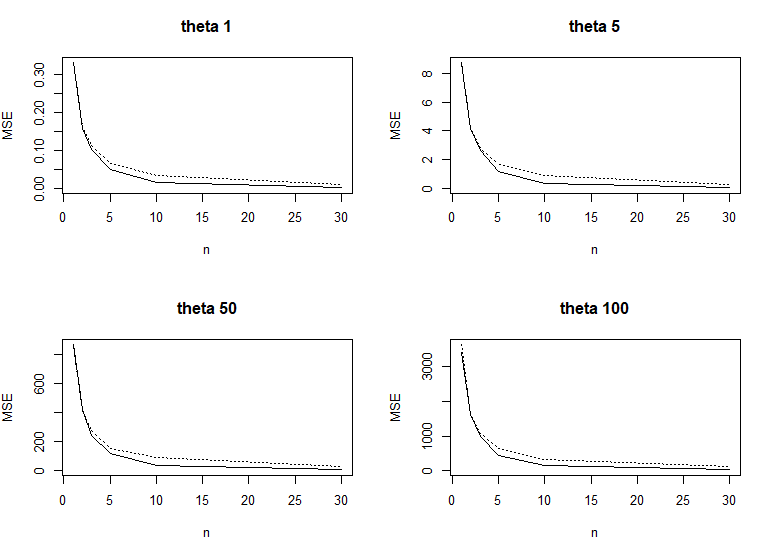 theta 1
MSE
0.00 0.10 0.20 0.30
0 5 10 15 20 25 30
n
theta 5
MSE
0 2 4 6 8
0 5 10 15 20 25 30
n
theta 50
MSE
0 200 600
0 5 10 15 20 25 30
n
theta 100
MSE
0 1000 3000
0 5 10 15 20 25 30
n